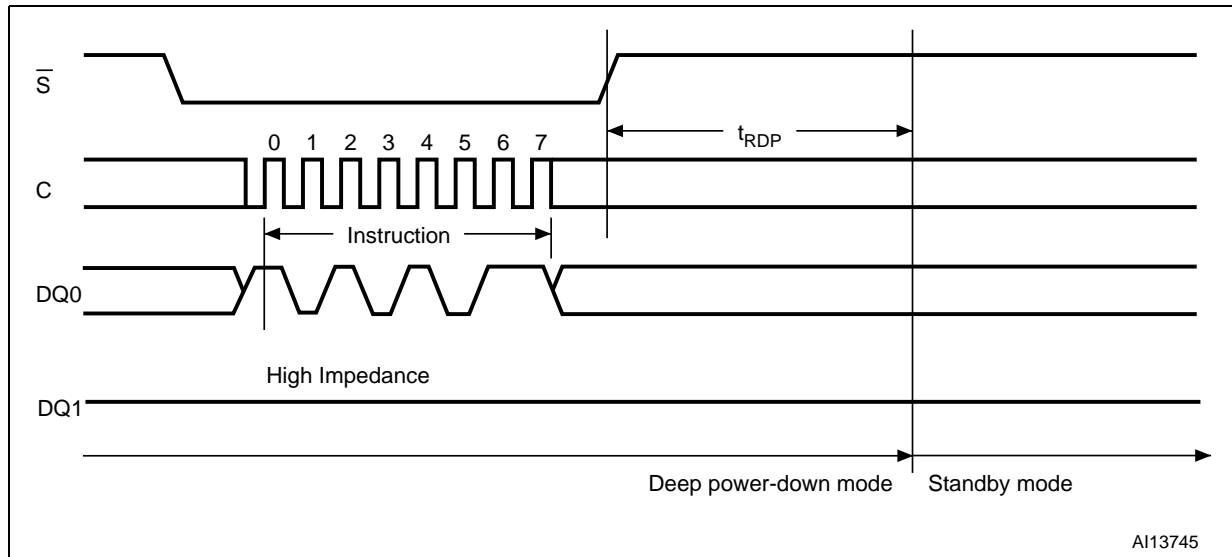 S̅
t_RDP
0 1 2 3 4 5 6 7
C
Instruction
DQ0
High Impedance
DQ1
Deep power-down mode Standby mode
AI13745